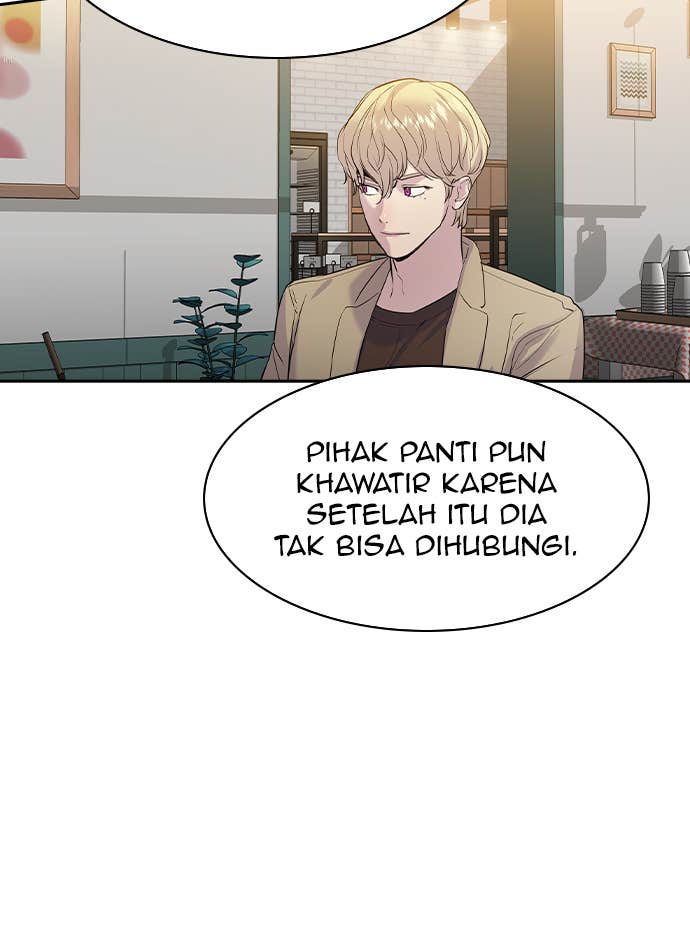 PIHAK PANTI PUN
KHAWATIR KARENA
SETELAH ITU DIA
TAK BISA DIHUBUNGI.